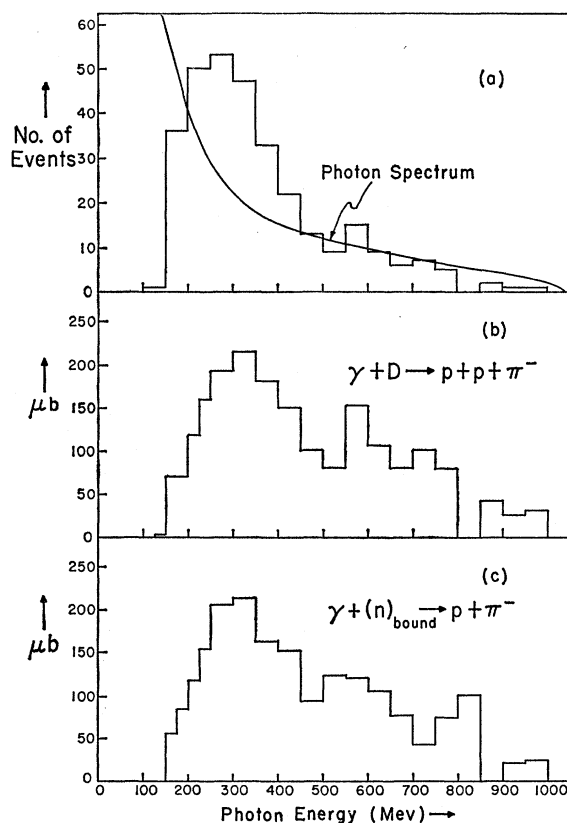 60
(a)
50
No. of
Events
40
30
Photon Spectrum
20
10
0
250
(b)
200
γ + D → p + p + π⁻
150
μb
100
50
0
(c)
200
γ + (n)bound → p + π⁻
150
μb
100
50
0
0 100 200 300 400 500 600 700 800 900 1000
Photon Energy (Mev) →